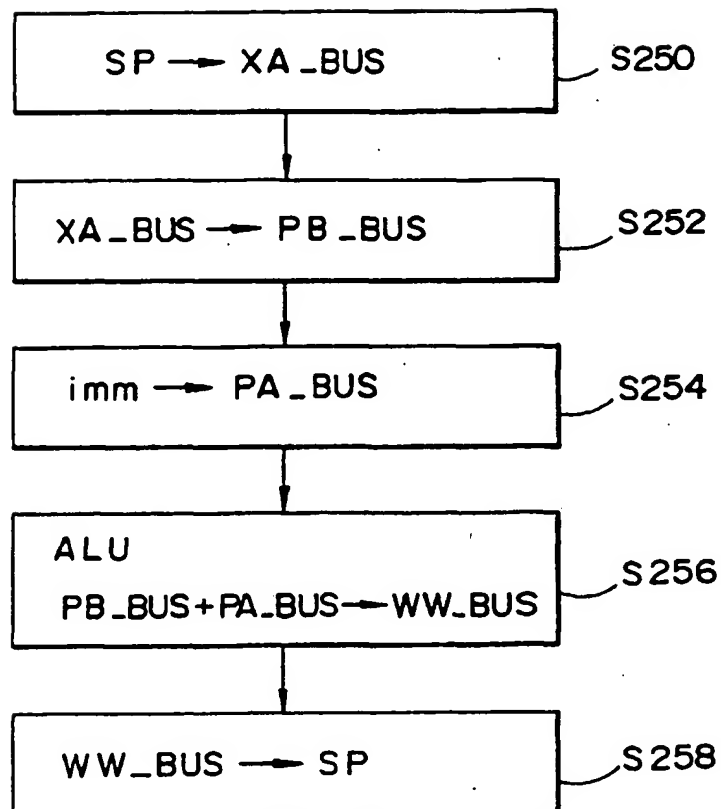 SP → XA_BUS
S250
XA_BUS → PB_BUS
S252
imm → PA_BUS
S254
ALU
PB_BUS+PA_BUS→WW_BUS
S256
WW_BUS → SP
S258